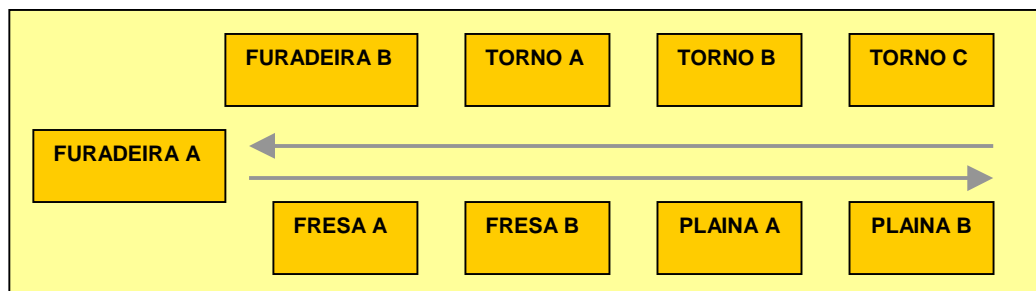 FURADEIRA B
TORNO A
TORNO B
TORNO C
FURADEIRA A
FRESA A
FRESA B
PLAINA A
PLAINA B